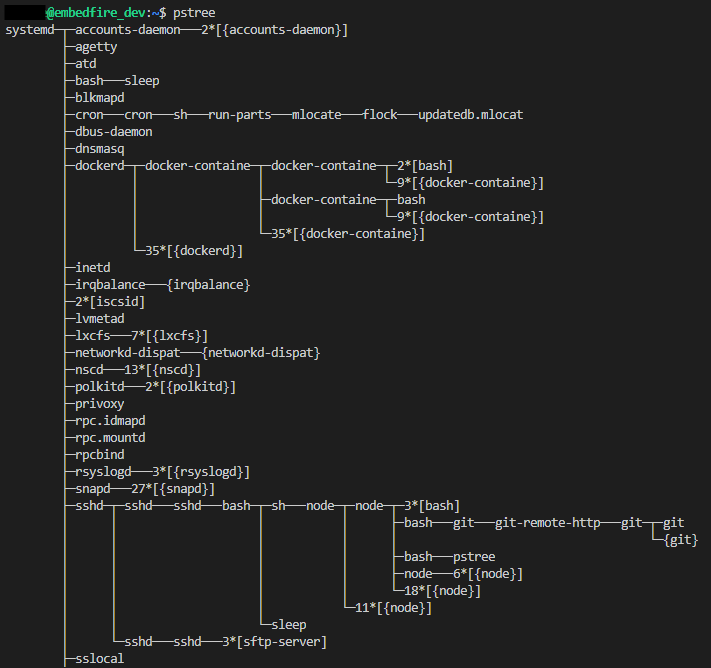 @embedfire_dev:~$ pstree
systemd─┬─accounts-daemon───2*[{accounts-daemon}]
        ├─agetty
        ├─atd
        ├─bash───sleep
        ├─blkmapd
        ├─cron───cron───sh───run-parts───mlocate───flock───updatedb.mlocat
        ├─dbus-daemon
        ├─dnsmasq
        ├─dockerd─┬─docker-containe─┬─docker-containe─┬─2*[bash]
        │         │                 │                 └─9*[{docker-containe}]
        │         │                 ├─docker-containe─┬─bash
        │         │                 │                 └─9*[{docker-containe}]
        │         │                 └─35*[{docker-containe}]
        │         └─35*[{dockerd}]
        ├─inetd
        ├─irqbalance───{irqbalance}
        ├─2*[iscsid]
        ├─lvmetad
        ├─lxcfs───7*[{lxcfs}]
        ├─networkd-dispat───{networkd-dispat}
        ├─nscd───13*[{nscd}]
        ├─polkitd───2*[{polkitd}]
        ├─privoxy
        ├─rpc.idmapd
        ├─rpc.mountd
        ├─rpcbind
        ├─rsyslogd───3*[{rsyslogd}]
        ├─snapd───27*[{snapd}]
        ├─sshd─┬─sshd───sshd───bash─┬─sh───node─┬─node─┬─3*[bash]
        │      │                    │           │      ├─bash───git───git-remote-http───git─┬─git
        │      │                    │           │      │                                    └─{git}
        │      │                    │           │      ├─bash───pstree
        │      │                    │           │      ├─node───6*[{node}]
        │      │                    │           │      └─18*[{node}]
        │      │                    │           └─11*[{node}]
        │      │                    └─sleep
        │      └─sshd───sshd───3*[sftp-server]
        ├─sslocal